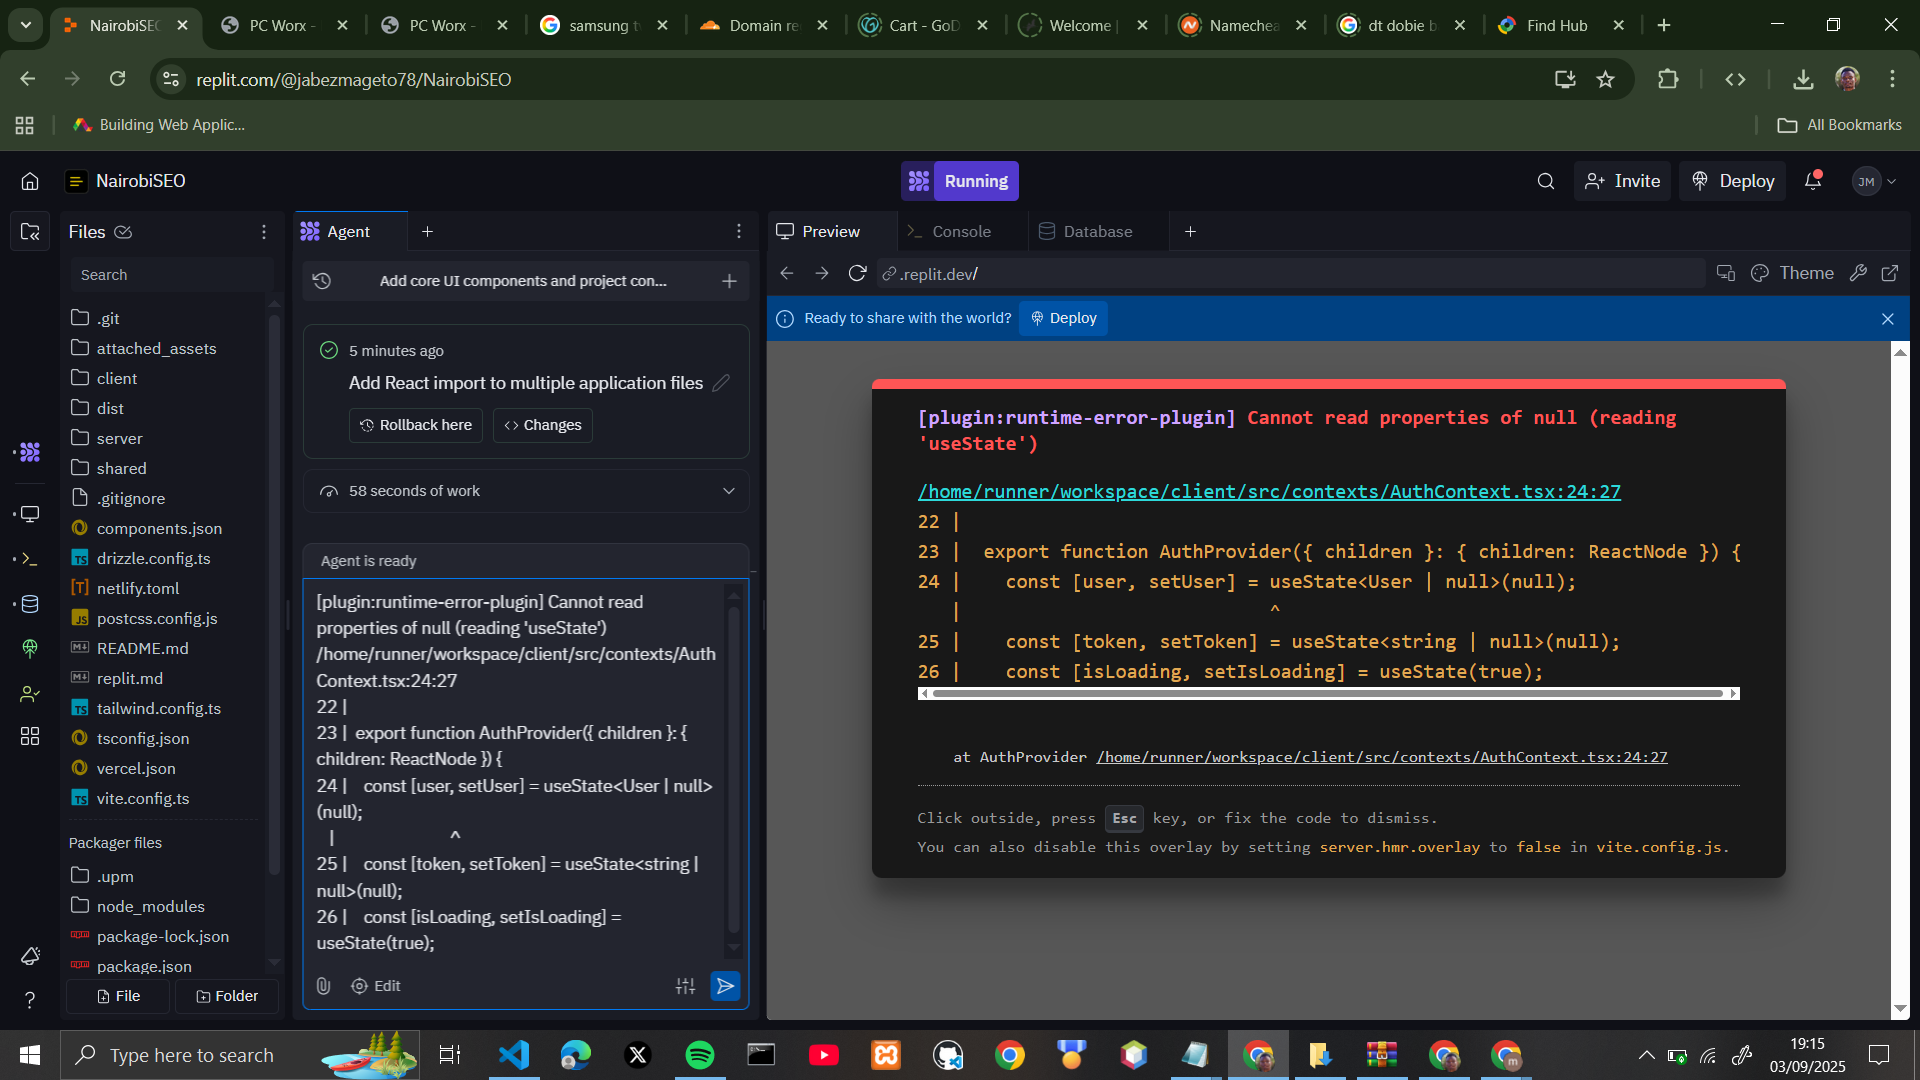 NairobiSEO
PC Worx -
PC Worx -
samsung tv
Domain re
Cart - GoD
Welcome |
Namechea
dt dobie b
Find Hub
replit.com/@jabezmageto78/NairobiSEO
Building Web Applic...
All Bookmarks
NairobiSEO
Running
Invite
Deploy
JM
Files
Search
.git
attached_assets
client
dist
server
shared
.gitignore
components.json
drizzle.config.ts
netlify.toml
postcss.config.js
README.md
replit.md
tailwind.config.ts
tsconfig.json
vercel.json
vite.config.ts
Packager files
.upm
node_modules
package-lock.json
package.json
File
Folder
Agent
Add core UI components and project con...
5 minutes ago
Add React import to multiple application files
Rollback here
Changes
58 seconds of work
Agent is ready
[plugin:runtime-error-plugin] Cannot read
properties of null (reading 'useState')
/home/runner/workspace/client/src/contexts/Auth
Context.tsx:24:27
22 |
23 | export function AuthProvider({ children }: {
children: ReactNode }) {
24 | const [user, setUser] = useState<User | null>
(null);
| ^
25 | const [token, setToken] = useState<string |
null>(null);
26 | const [isLoading, setIsLoading] =
useState(true);
Edit
Preview
Console
Database
.replit.dev/
Theme
Ready to share with the world?
Deploy
[plugin:runtime-error-plugin] Cannot read properties of null (reading
'useState')
/home/runner/workspace/client/src/contexts/AuthContext.tsx:24:27
22 |
23 | export function AuthProvider({ children }: { children: ReactNode }) {
24 | const [user, setUser] = useState<User | null>(null);
| ^
25 | const [token, setToken] = useState<string | null>(null);
26 | const [isLoading, setIsLoading] = useState(true);
at AuthProvider /home/runner/workspace/client/src/contexts/AuthContext.tsx:24:27
Click outside, press Esc key, or fix the code to dismiss.
You can also disable this overlay by setting server.hmr.overlay to false in vite.config.js.
Type here to search
19:15
03/09/2025